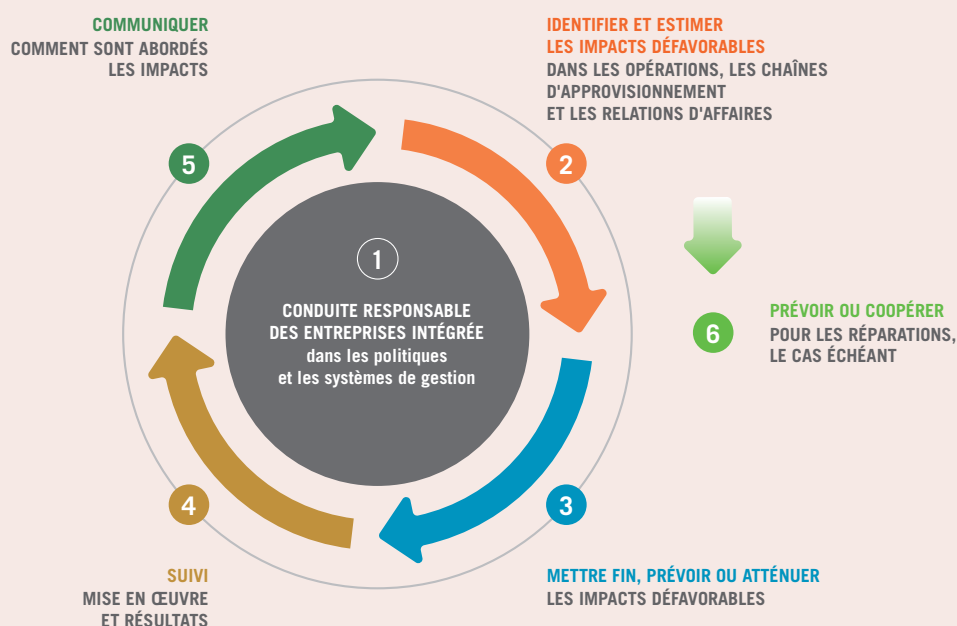 1
CONDUITE RESPONSABLE
DES ENTREPRISES INTÉGRÉE
dans les politiques
et les systèmes de gestion
2
IDENTIFIER ET ESTIMER
LES IMPACTS DÉFAVORABLES
DANS LES OPÉRATIONS, LES CHAÎNES
D'APPROVISIONNEMENT
ET LES RELATIONS D'AFFAIRES
3
METTRE FIN, PRÉVOIR OU ATTÉNUER
LES IMPACTS DÉFAVORABLES
4
SUIVI
MISE EN ŒUVRE
ET RÉSULTATS
5
COMMUNIQUER
COMMENT SONT ABORDÉS
LES IMPACTS
6
PRÉVOIR OU COOPÉRER
POUR LES RÉPARATIONS,
LE CAS ÉCHÉANT